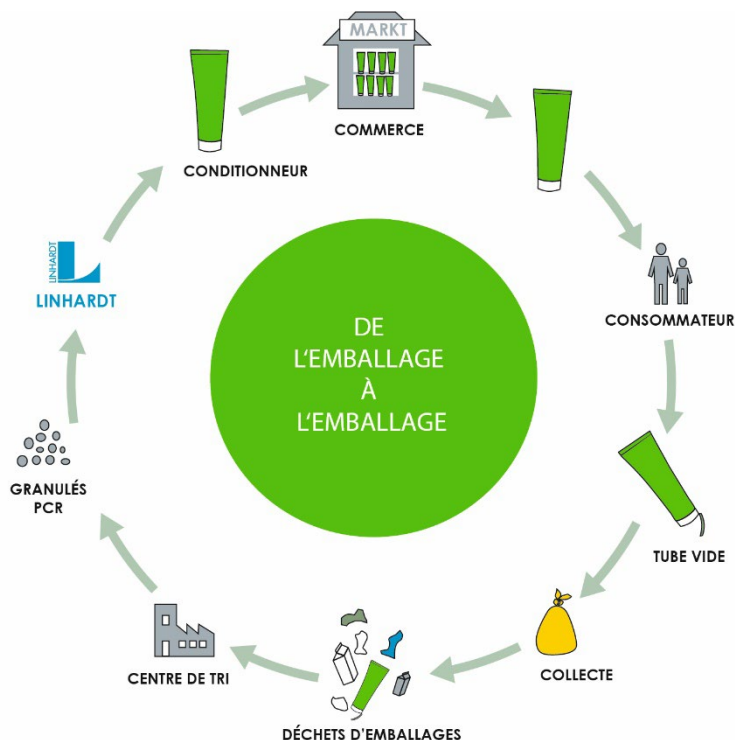 MARKT
COMMERCE
CONDITIONNEUR
LINHARDT
LINHARDT
CONSOMMATEUR
DE
L'EMBALLAGE
À
L'EMBALLAGE
GRANULÉS
PCR
TUBE VIDE
CENTRE DE TRI
COLLECTE
DÉCHETS D'EMBALLAGES